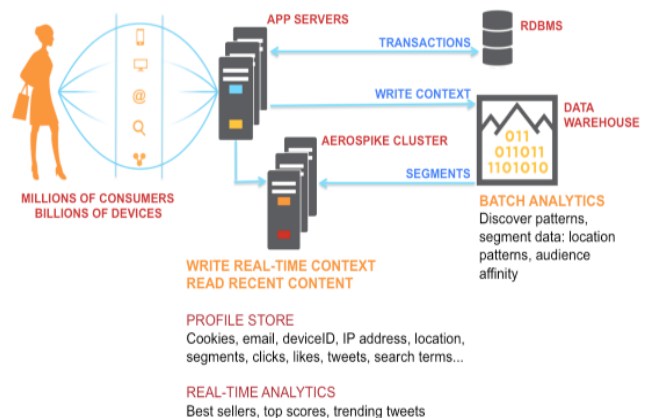 APP SERVERS
RDBMS
TRANSACTIONS
WRITE CONTEXT
@
DATA
WAREHOUSE
011
011011
1101010
AEROSPIKE CLUSTER
SEGMENTS
MILLIONS OF CONSUMERS
BILLIONS OF DEVICES
BATCH ANALYTICS
Discover patterns,
segment data: location
patterns, audience
affinity
WRITE REAL-TIME CONTEXT
READ RECENT CONTENT
PROFILE STORE
Cookies, email, deviceID, IP address, location,
segments, clicks, likes, tweets, search terms...
REAL-TIME ANALYTICS
Best sellers, top scores, trending tweets